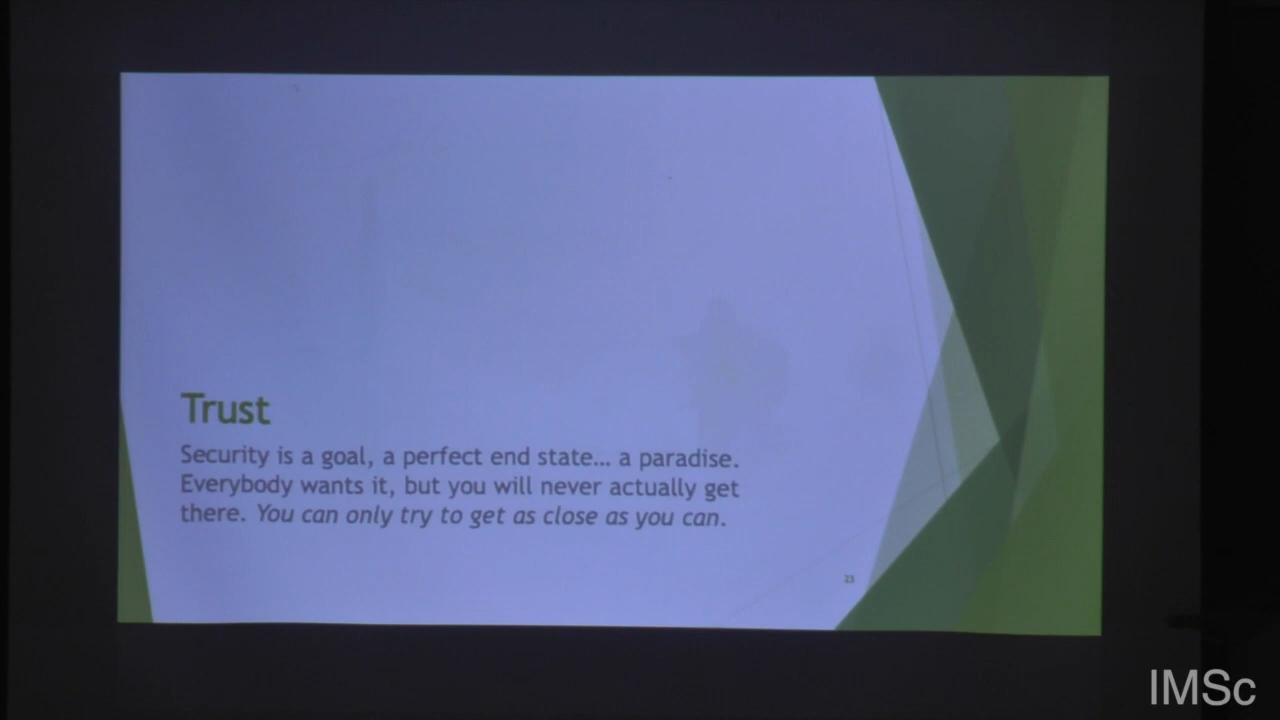 Trust
Security is a goal, a perfect end state... a paradise.
Everybody wants it, but you will never actually get
there. You can only try to get as close as you can.
23
IMSc